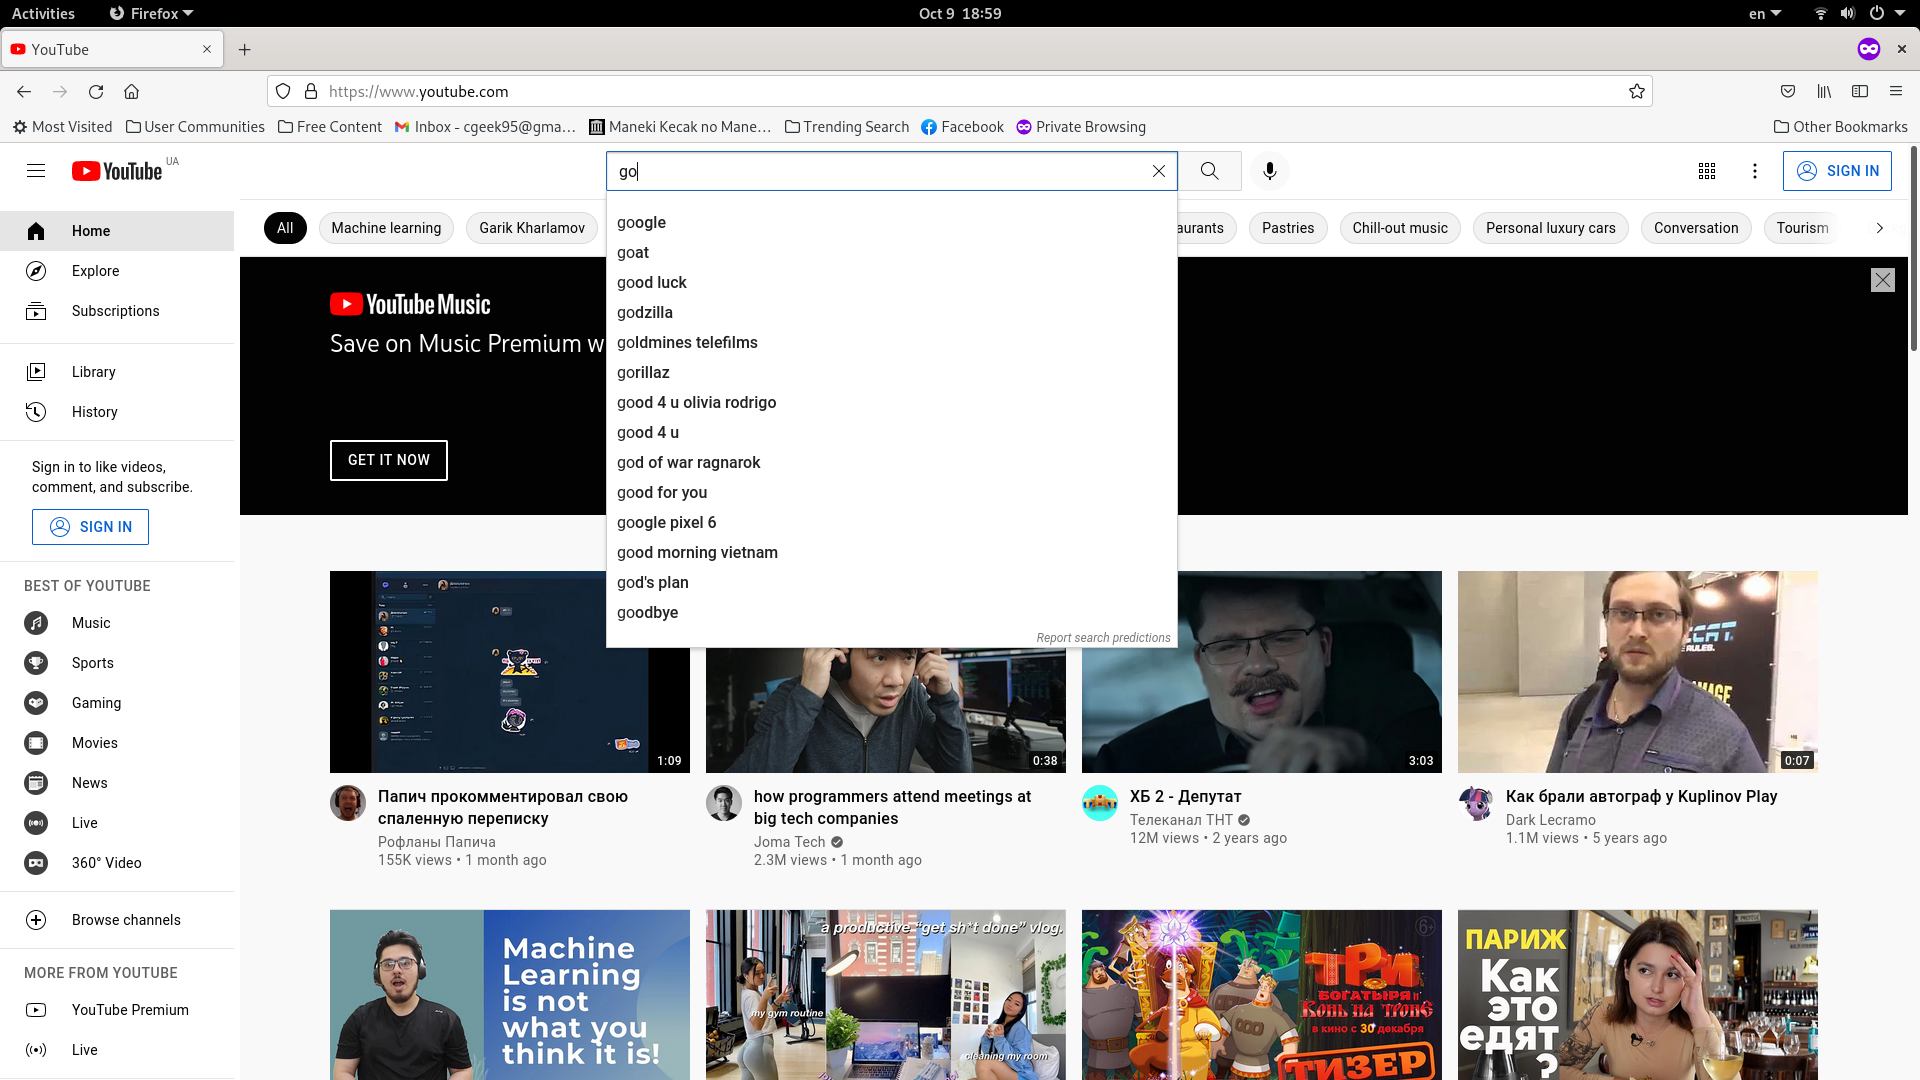 Activities
Firefox
Oct 9 18:59
en
YouTube
https://www.youtube.com
Most Visited
User Communities
Free Content
Inbox - cgeek95@gma...
Maneki Kecak no Mane...
Trending Search
Facebook
Private Browsing
Other Bookmarks
YouTube UA
go
SIGN IN
Home
Explore
Subscriptions
Library
History
Sign in to like videos,
comment, and subscribe.
SIGN IN
BEST OF YOUTUBE
Music
Sports
Gaming
Movies
News
Live
360° Video
Browse channels
MORE FROM YOUTUBE
YouTube Premium
Live
All
Machine learning
Garik Kharlamov
aurants
Pastries
Chill-out music
Personal luxury cars
Conversation
Tourism
google
goat
good luck
godzilla
goldmines telefilms
gorillaz
good 4 u olivia rodrigo
good 4 u
god of war ragnarok
good for you
google pixel 6
good morning vietnam
god's plan
goodbye
Report search predictions
YouTube Music
Save on Music Premium w
GET IT NOW
1:09
Папич прокомментировал свою
спаленную переписку
Рофланы Папича
155K views • 1 month ago
0:38
how programmers attend meetings at
big tech companies
Joma Tech
2.3M views • 1 month ago
3:03
ХБ 2 - Депутат
Телеканал ТНТ
12M views • 2 years ago
RULES.
0:07
Как брали автограф у Kuplinov Play
Dark Lecramo
1.1M views • 5 years ago
Machine
Learning
is not
what you
think it is!
a productive "get sh*t done" vlog.
my gym routine
cleaning my room
6+
ТРИ
БОГАТЫРЯ И
КОНЬ НА ТРОНЕ
в кино с 30 декабря
ТИЗЕР
ПАРИЖ
Как
это
едят
?